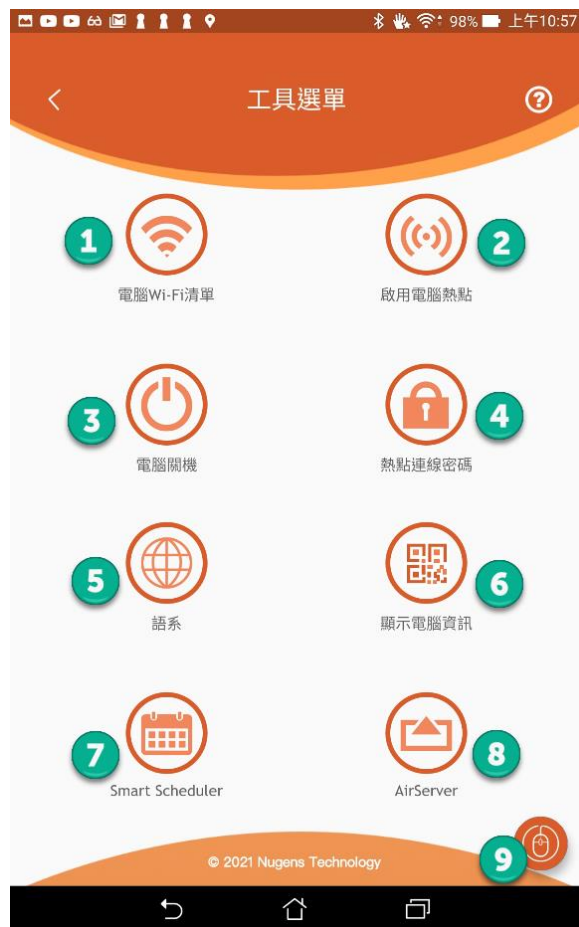 98% 上午10:57
工具選單
1
2
電腦Wi-Fi清單
啟用電腦熱點
3
4
電腦關機
熱點連線密碼
5
6
語系
顯示電腦資訊
7
8
Smart Scheduler
AirServer
9
© 2021 Nugens Technology